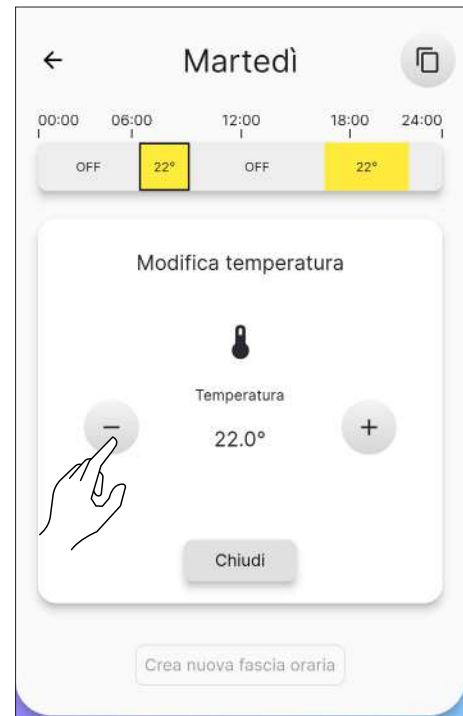 Martedì
00:00 06:00 12:00 18:00 24:00
OFF 22° OFF 22°
Modifica temperatura
Temperatura
22.0°
Chiudi
Crea nuova fascia oraria